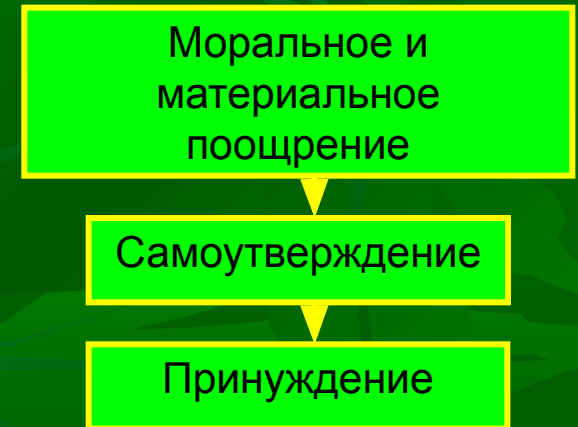 Моральное и
материальное
поощрение
Самоутверждение
Принуждение